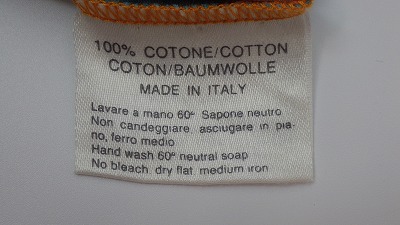 100% COTONE/COTTON
COTON/BAUMWOLLE
MADE IN ITALY
Lavare a mano 60° Sapone neutro
Non candeggiare, asciugare in pia-
no, ferro medio
Hand wash 60° neutral soap
No bleach, dry flat, medium iron